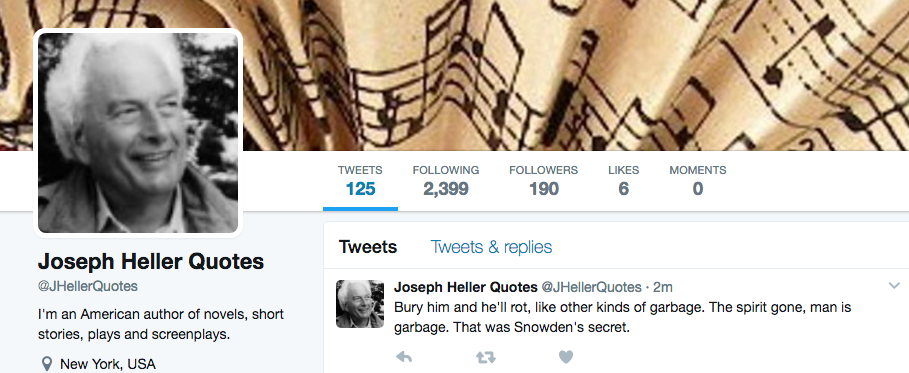 TWEETS
125
FOLLOWING
2,399
FOLLOWERS
190
LIKES
6
MOMENTS
0
Joseph Heller Quotes
@JHellerQuotes
I'm an American author of novels, short
stories, plays and screenplays.
New York, USA
Tweets Tweets & replies
Joseph Heller Quotes @JHellerQuotes · 2m
Bury him and he'll rot, like other kinds of garbage. The spirit gone, man is
garbage. That was Snowden's secret.